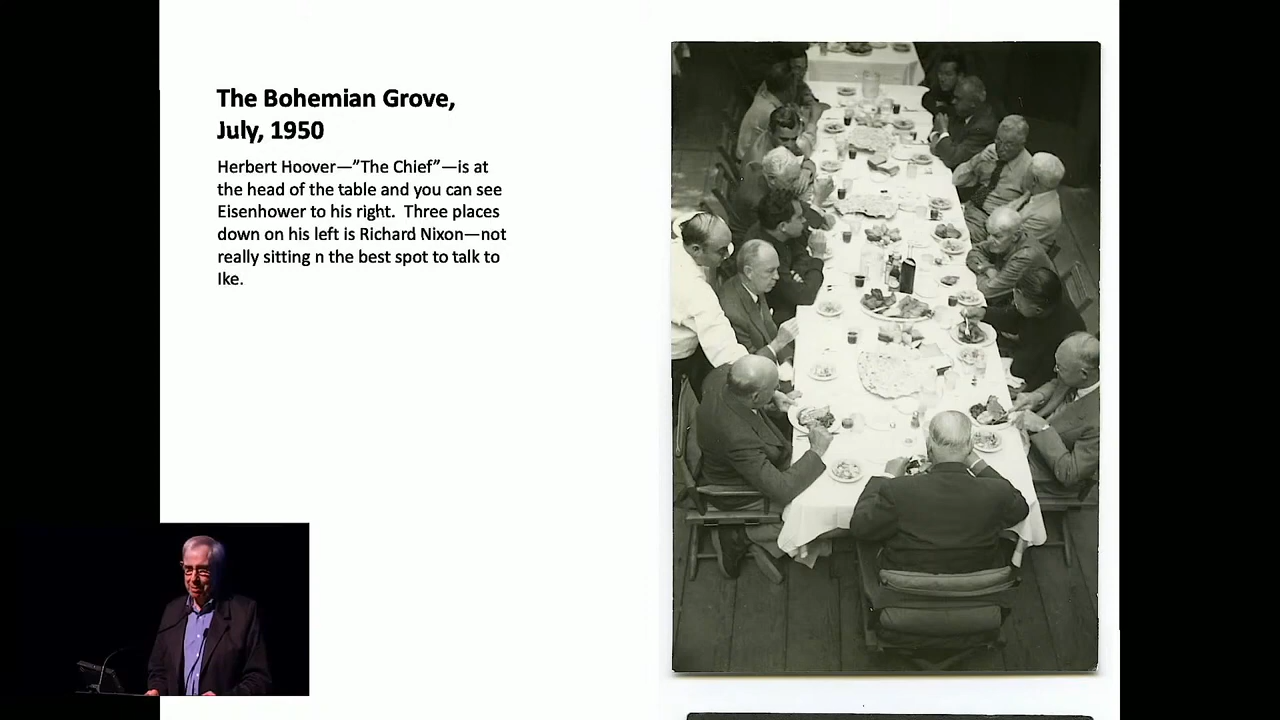 The Bohemian Grove,
July, 1950
Herbert Hoover—”The Chief”—is at
the head of the table and you can see
Eisenhower to his right.  Three places
down on his left is Richard Nixon—not
really sitting n the best spot to talk to
Ike.